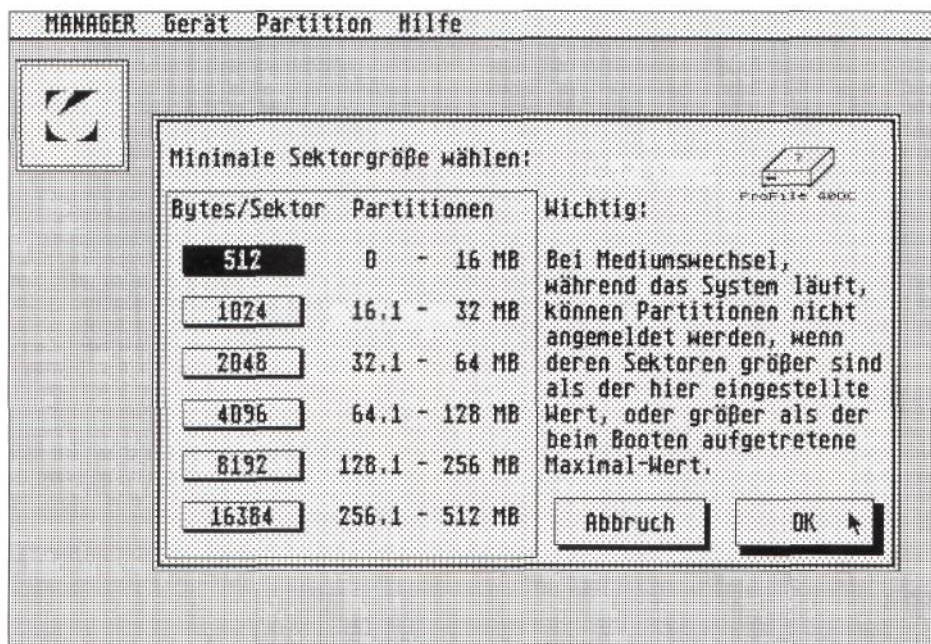 MANAGER Gerät Partition Hilfe
Minimale Sektorgröße wählen:
ProFile 40DC
Bytes/Sektor Partitionen
512 0 - 16 MB
1024 16.1 - 32 MB
2048 32.1 - 64 MB
4096 64.1 - 128 MB
8192 128.1 - 256 MB
16384 256.1 - 512 MB
Wichtig:
Bei Mediumswechsel,
während das System läuft,
können Partitionen nicht
angemeldet werden, wenn
deren Sektoren größer sind
als der hier eingestellte
Wert, oder größer als der
beim Booten aufgetretene
Maximal-Wert.
Abbruch OK